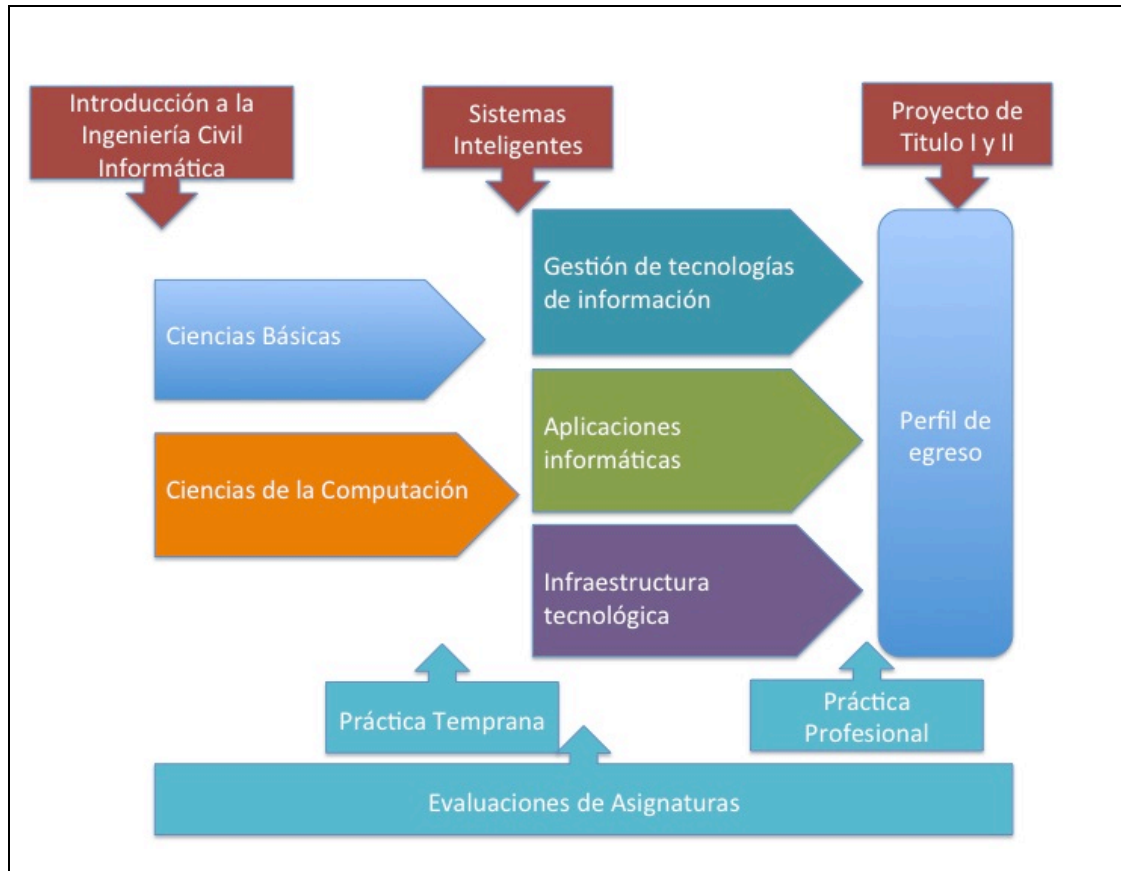 Introducción a la
Ingeniería Civil
Informática
Sistemas
Inteligentes
Proyecto de
Titulo I y II
Gestión de tecnologías
de información
Ciencias Básicas
Aplicaciones
informáticas
Perfil de
egreso
Ciencias de la Computación
Infraestructura
tecnológica
Práctica Temprana
Práctica
Profesional
Evaluaciones de Asignaturas